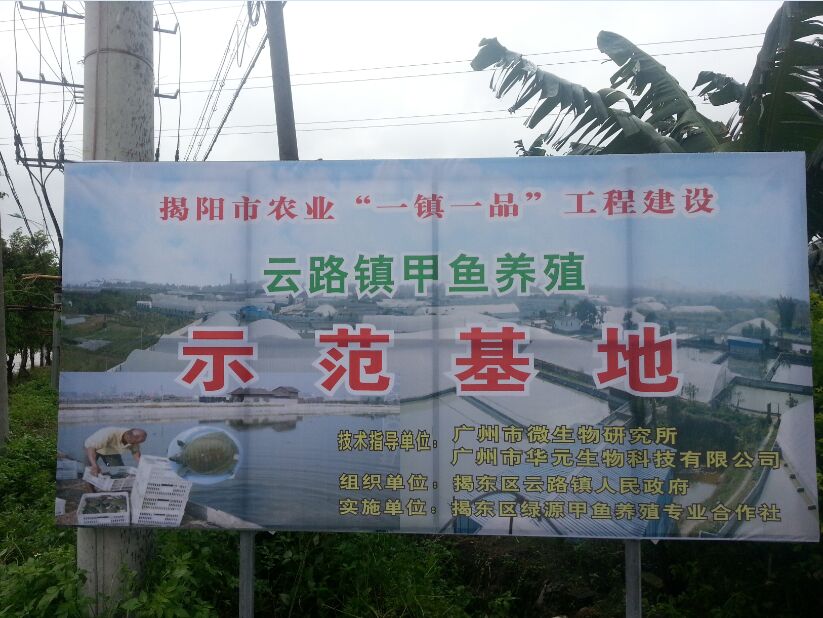 揭阳市农业“一镇一品”工程建设
云路镇甲鱼养殖
示范基地
技术指导单位：广州市微生物研究所
广州市华元生物科技有限公司
组织单位：揭东区云路镇人民政府
实施单位：揭东区绿源甲鱼养殖专业合作社